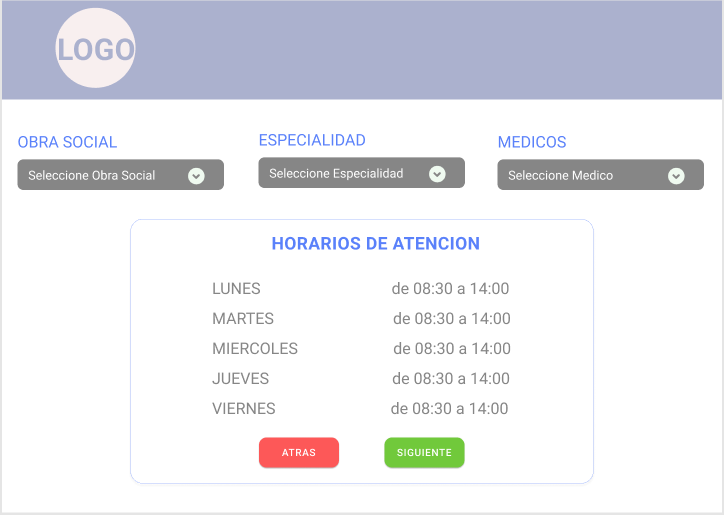 LOGO
OBRA SOCIAL
ESPECIALIDAD
MEDICOS
Seleccione Obra Social
Seleccione Especialidad
Seleccione Medico
HORARIOS DE ATENCION
LUNES de 08:30 a 14:00
MARTES de 08:30 a 14:00
MIERCOLES de 08:30 a 14:00
JUEVES de 08:30 a 14:00
VIERNES de 08:30 a 14:00
ATRAS
SIGUIENTE